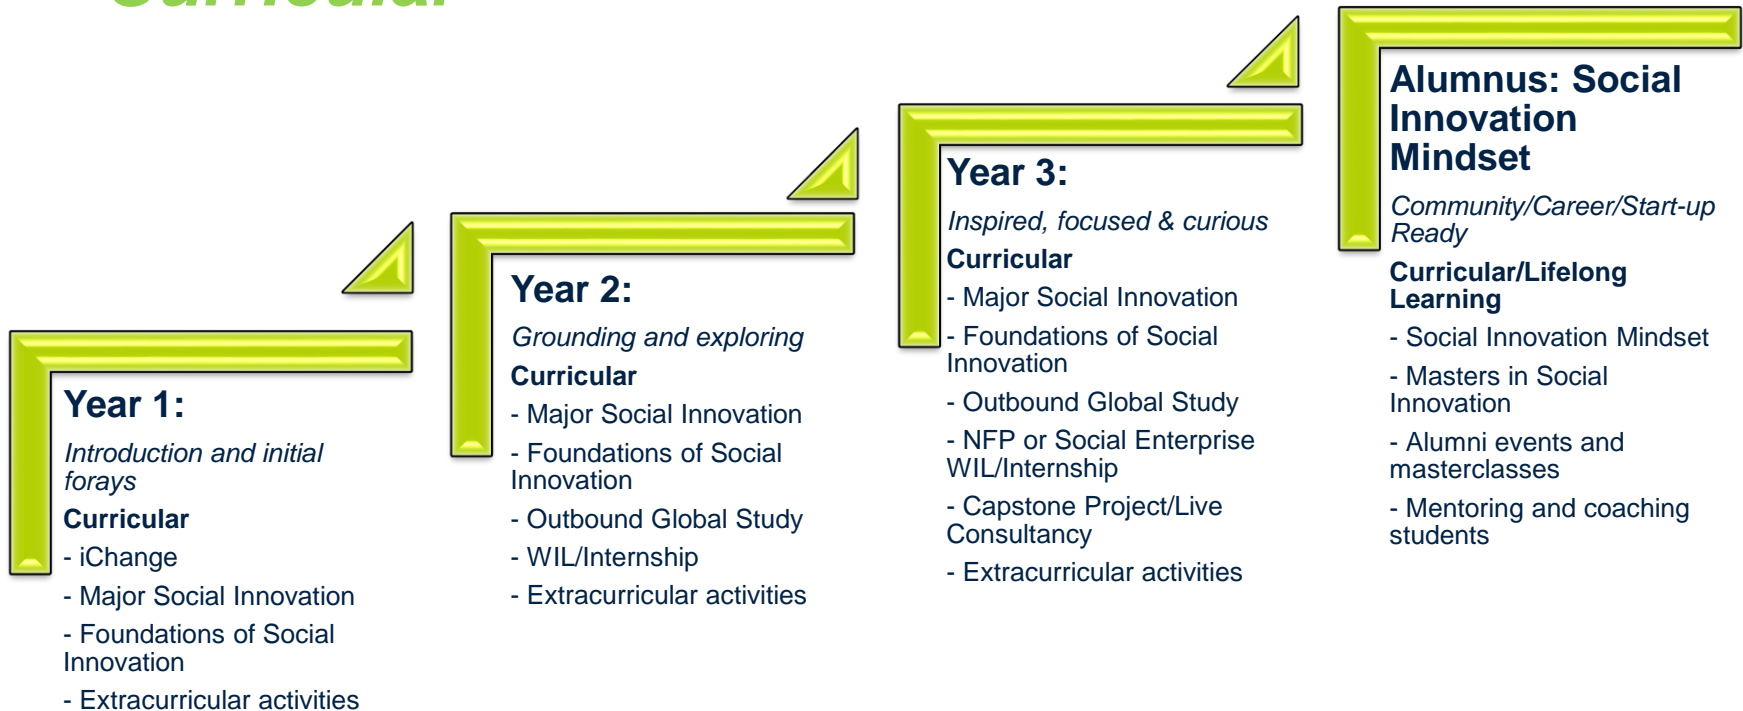 Curricular
Year 1:
Introduction and initial
forays
Curricular
- iChange
- Major Social Innovation
- Foundations of Social
Innovation
- Extracurricular activities
Year 2:
Grounding and exploring
Curricular
- Major Social Innovation
- Foundations of Social
Innovation
- Outbound Global Study
- WIL/Internship
- Extracurricular activities
Year 3:
Inspired, focused & curious
Curricular
- Major Social Innovation
- Foundations of Social
Innovation
- Outbound Global Study
- NFP or Social Enterprise
WIL/Internship
- Capstone Project/Live
Consultancy
- Extracurricular activities
Alumnus: Social
Innovation
Mindset
Community/Career/Start-up
Ready
Curricular/Lifelong
Learning
- Social Innovation Mindset
- Masters in Social
Innovation
- Alumni events and
masterclasses
- Mentoring and coaching
students